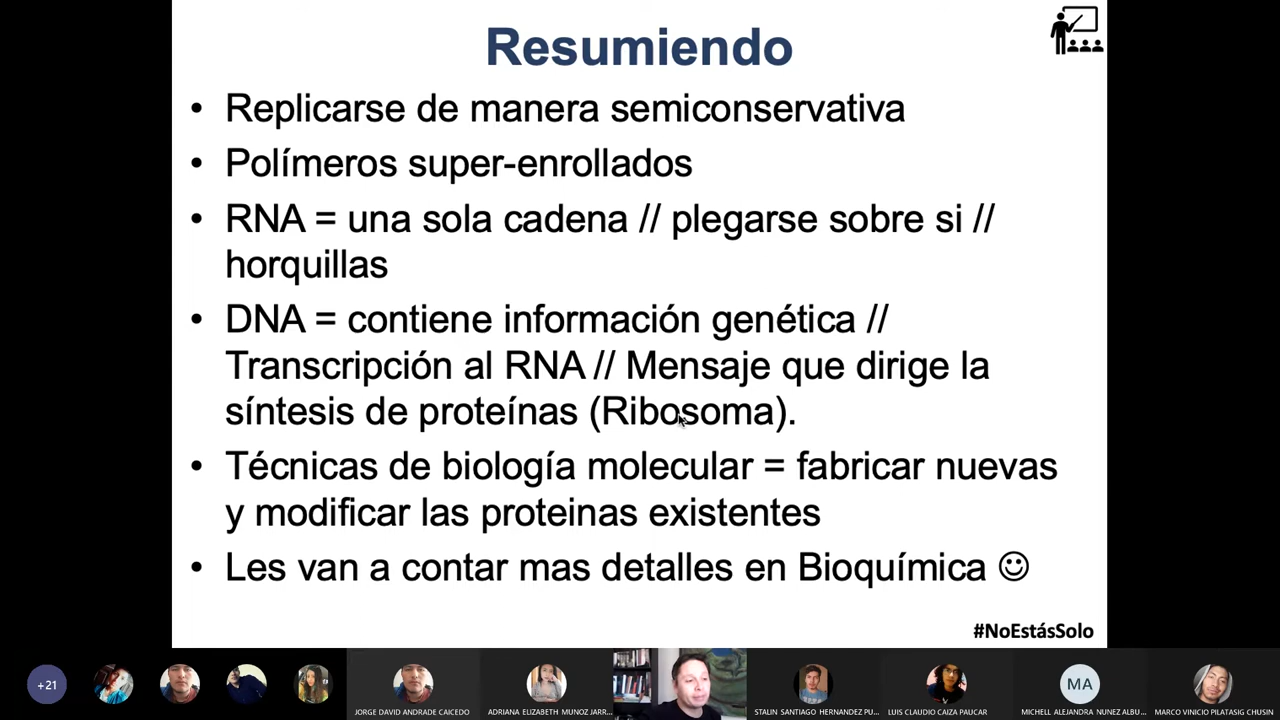 Resumiendo
• Replicarse de manera semiconservativa
• Polímeros super-enrollados
• RNA = una sola cadena // plegarse sobre si //
horquillas
• DNA = contiene información genética //
Transcripción al RNA // Mensaje que dirige la
síntesis de proteínas (Ribosoma).
• Técnicas de biología molecular = fabricar nuevas
y modificar las proteinas existentes
• Les van a contar mas detalles en Bioquímica ☺
#NoEstásSolo
+21
MA
JORGE DAVID ANDRADE CAICEDO
ADRIANA ELIZABETH MUNOZ JARR...
STALIN SANTIAGO HERNANDEZ PU...
LUIS CLAUDIO CAIZA PAUCAR
MICHELL ALEJANDRA NUNEZ ALBU...
MARCO VINICIO PILATASIG CHUSIN